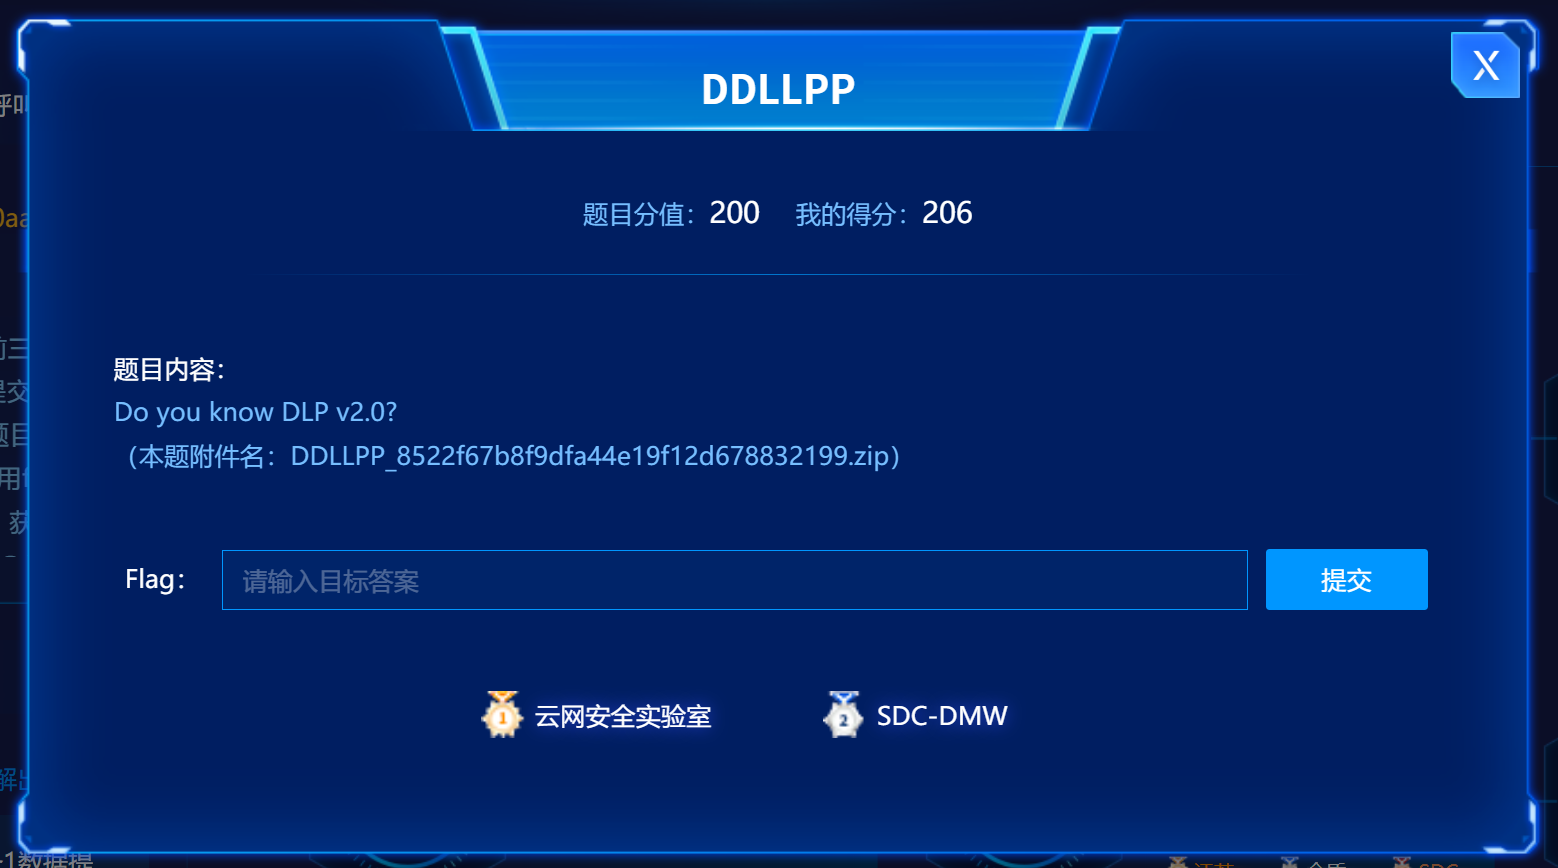 DDLLPP
X
题目分值：200 我的得分：206
题目内容：
Do you know DLP v2.0?
（本题附件名：DDLLPP_8522f67b8f9dfa44e19f12d678832199.zip）
Flag： 请输入目标答案 提交
1 云网安全实验室 2 SDC-DMW